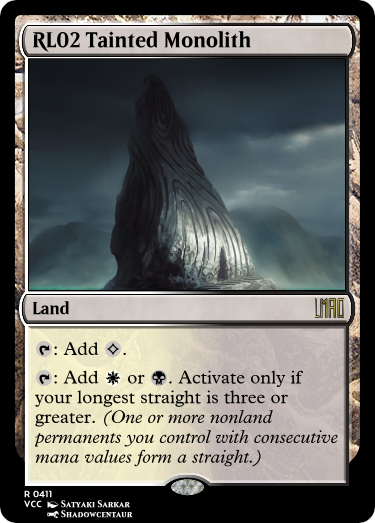 RL02 Tainted Monolith
Land
LMAC
: Add .
: Add or . Activate only if
your longest straight is three or
greater. (One or more nonland
permanents you control with consecutive
mana values form a straight.)
R 0411
VCC Satyaki Sarkar
Shadowcentaur